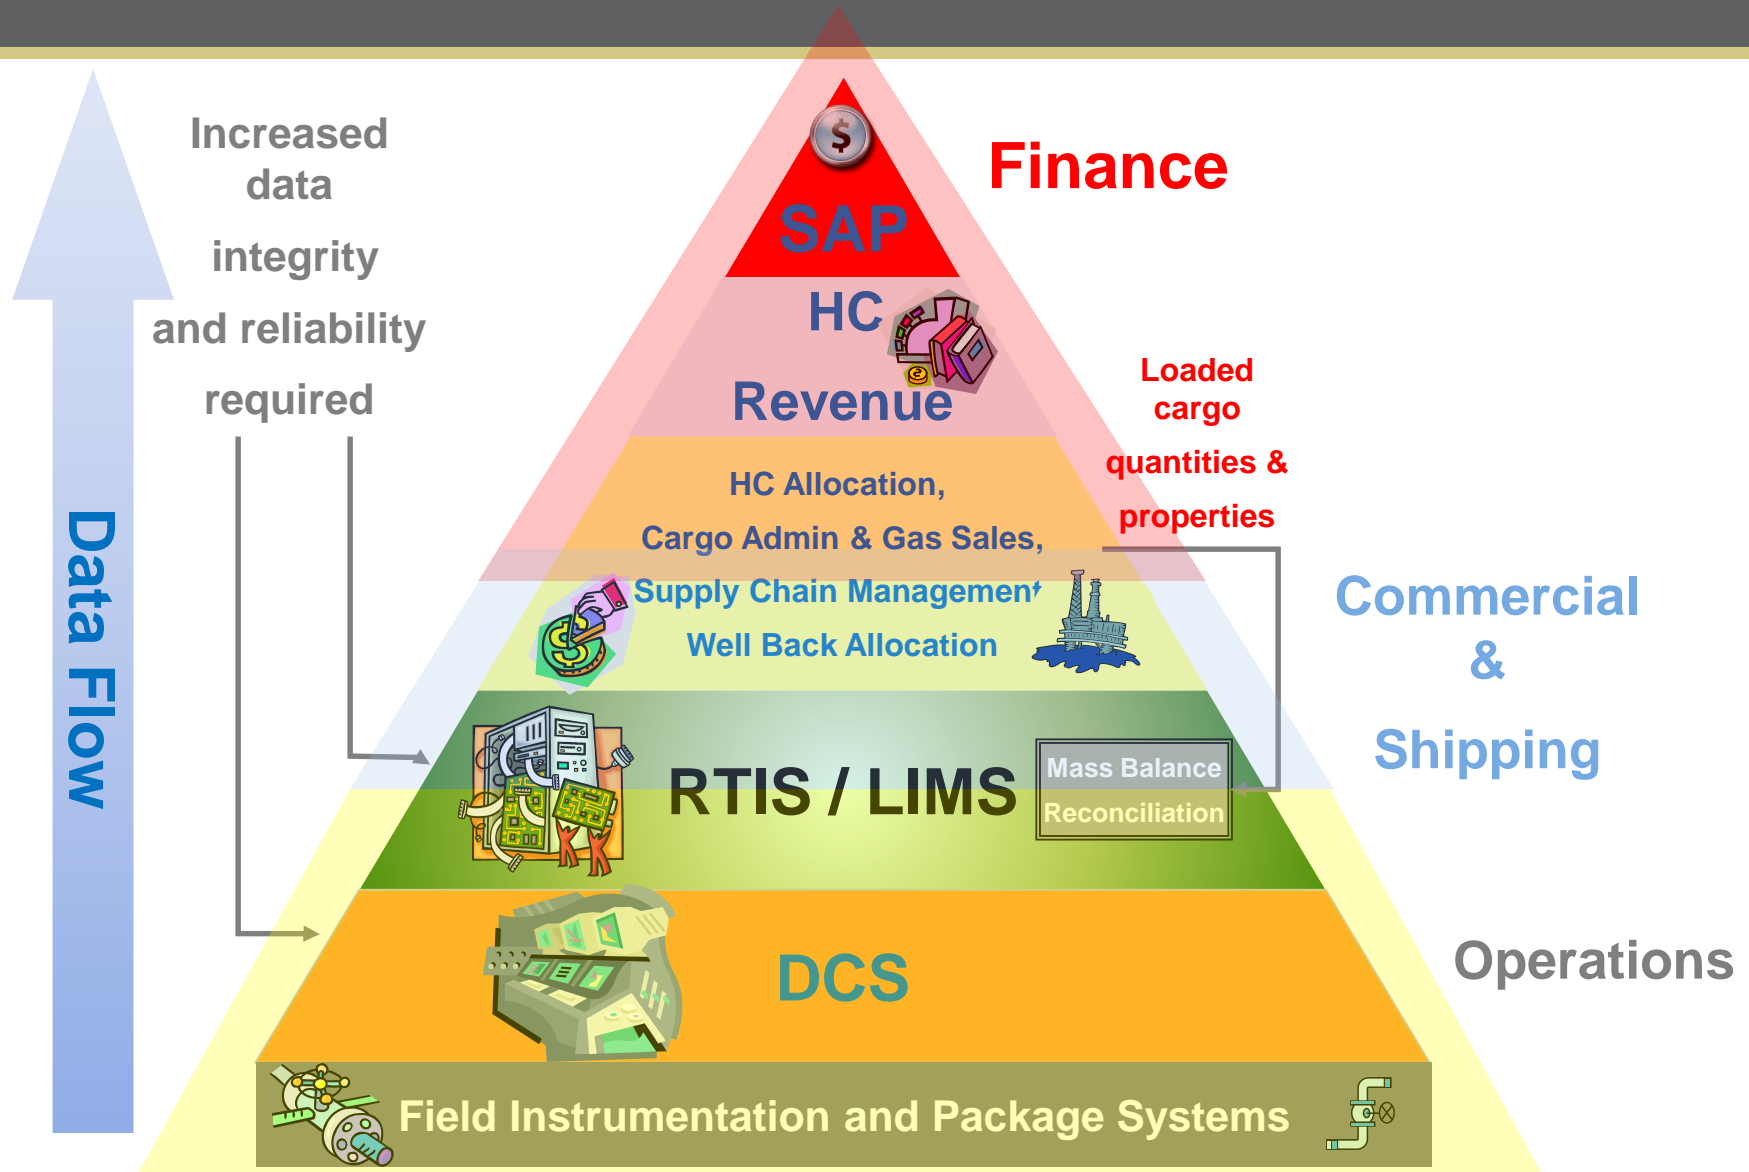 Increased
data
integrity
and reliability
required
Data Flow
$
SAP
HC
Revenue
HC Allocation,
Cargo Admin & Gas Sales,
Supply Chain Management
Well Back Allocation
RTIS / LIMS
Mass Balance
Reconciliation
DCS
Field Instrumentation and Package Systems
Finance
Loaded
cargo
quantities &
properties
Commercial
&
Shipping
Operations